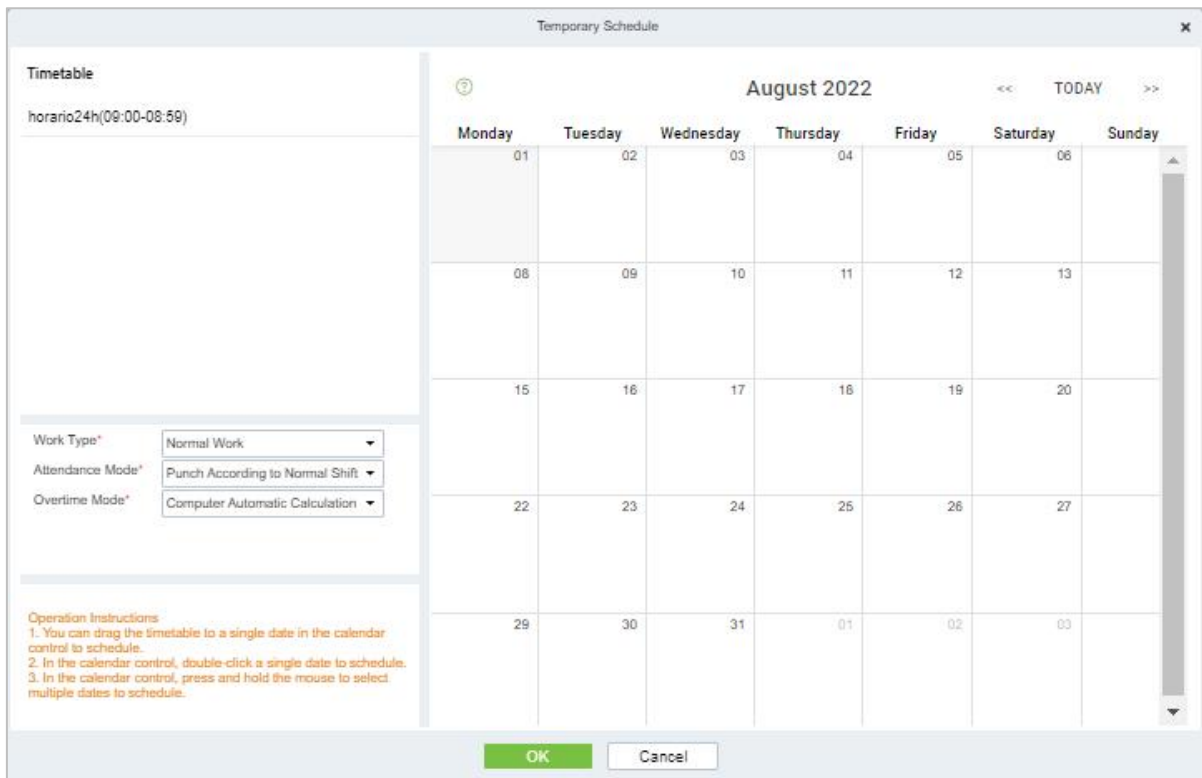 Temporary Schedule
Timetable
horario24h(09:00-08:59)
August 2022
<< TODAY >>
Monday Tuesday Wednesday Thursday Friday Saturday Sunday
01 02 03 04 05 06
08 09 10 11 12 13
15 16 17 18 19 20
22 23 24 25 26 27
29 30 31 01 02 03
Work Type* Normal Work
Attendance Mode* Punch According to Normal Shift
Overtime Mode* Computer Automatic Calculation
Operation Instructions
1. You can drag the timetable to a single date in the calendar
control to schedule.
2. In the calendar control, double-click a single date to schedule.
3. In the calendar control, press and hold the mouse to select
multiple dates to schedule.
OK Cancel